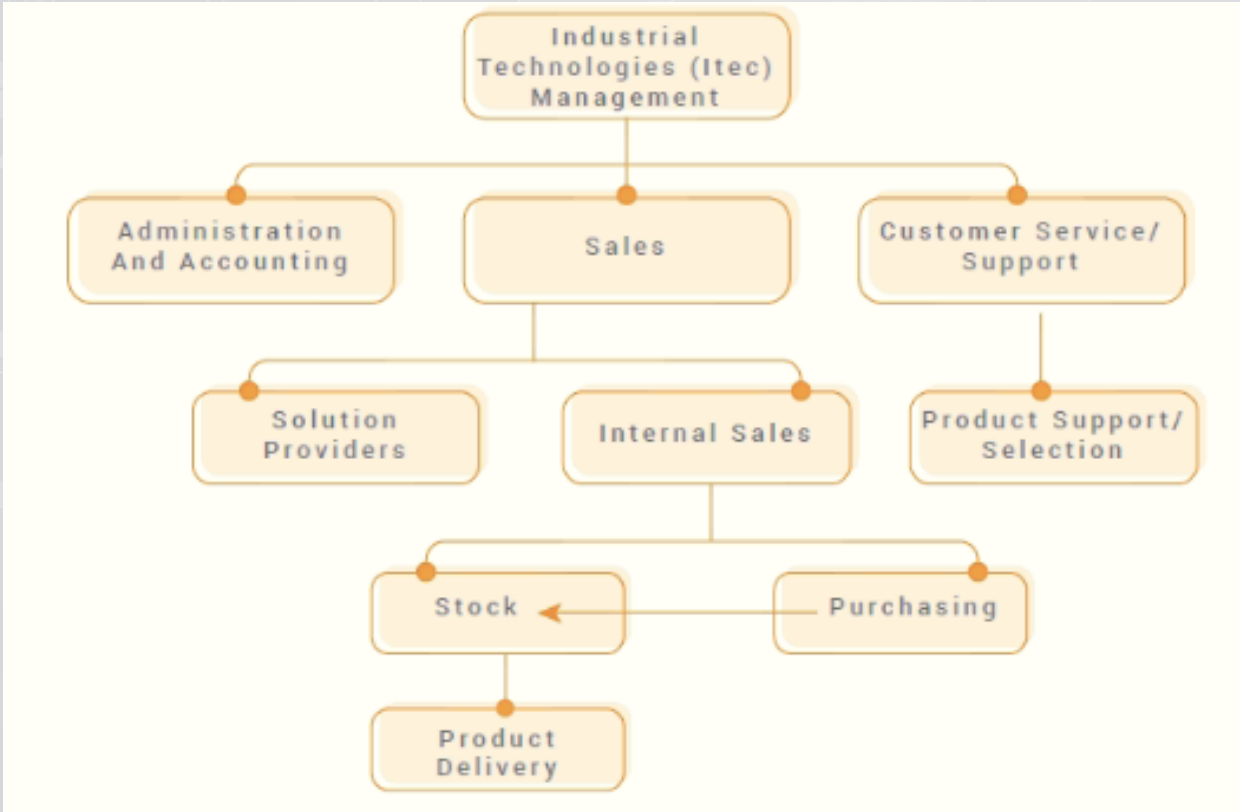 Industrial
Technologies (Itec)
Management
Administration
And Accounting
Sales
Customer Service/
Support
Solution
Providers
Internal Sales
Product Support/
Selection
Stock
Purchasing
Product
Delivery